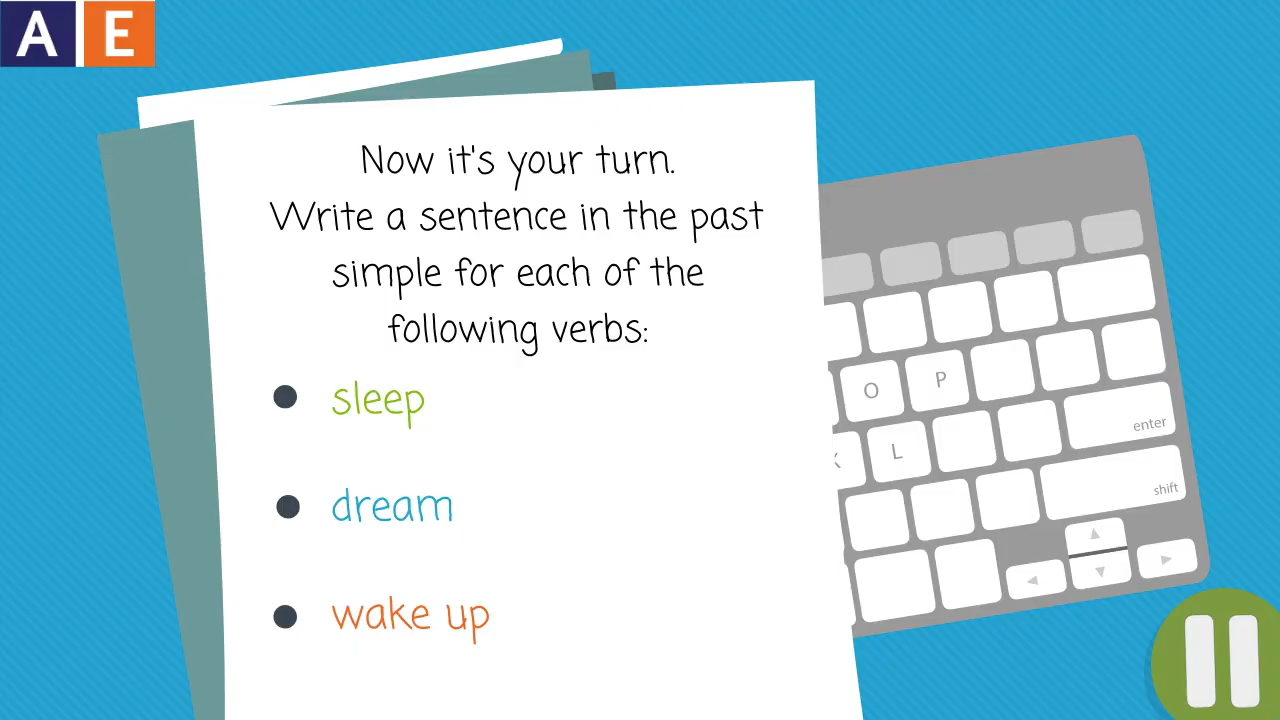 A E
Now it's your turn.
Write a sentence in the past
simple for each of the
following verbs:
sleep
dream
wake up
O P
enter
K L
shift